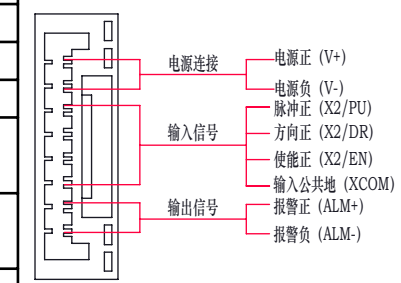 电源连接
电源正 (V+)
电源负 (V-)
输入信号
脉冲正 (X2/PU)
方向正 (X2/DR)
使能正 (X2/EN)
输入公共地 (XCOM)
输出信号
报警正 (ALM+)
报警负 (ALM-)